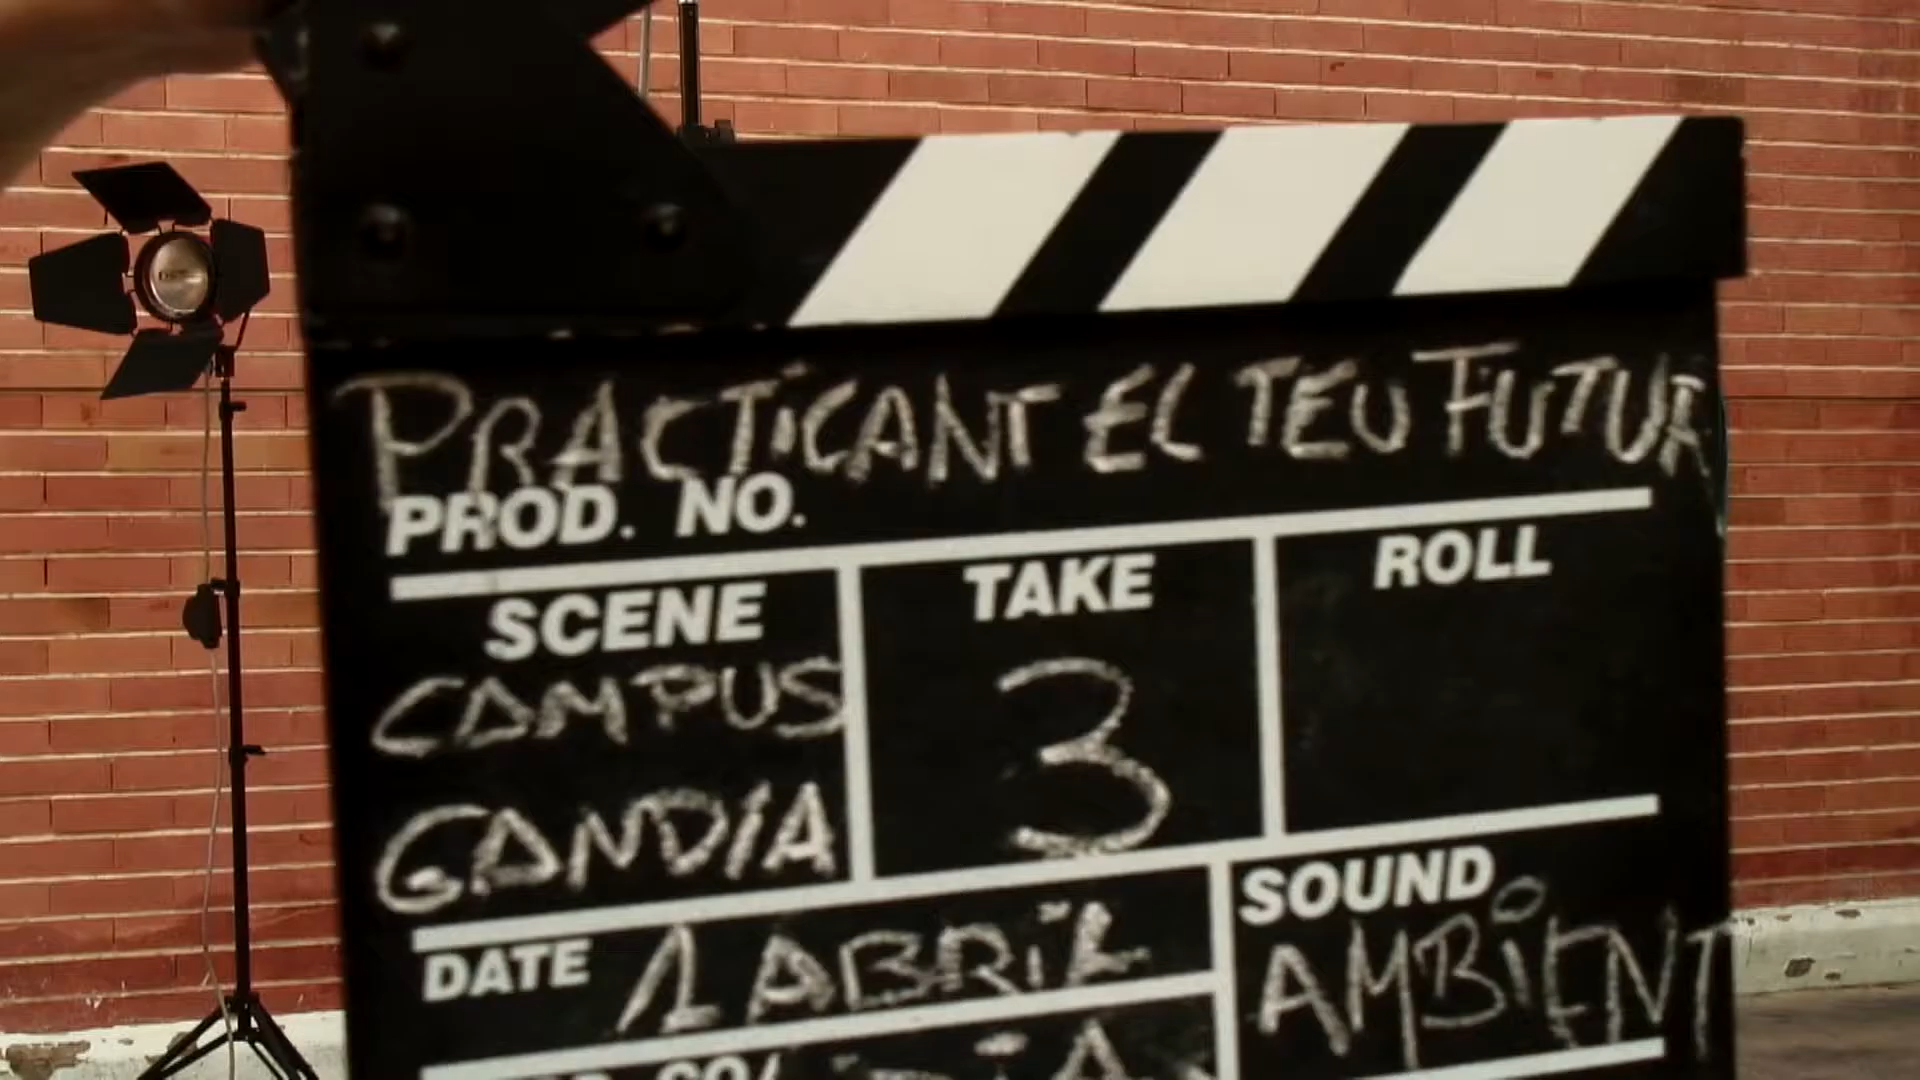 PRACTICANT EL TEU FUTUR
PROD. NO.
SCENE
CAMPUS
GANDIA
TAKE
3
ROLL
DATE 1 ABRIL
SOUND
AMBIENT